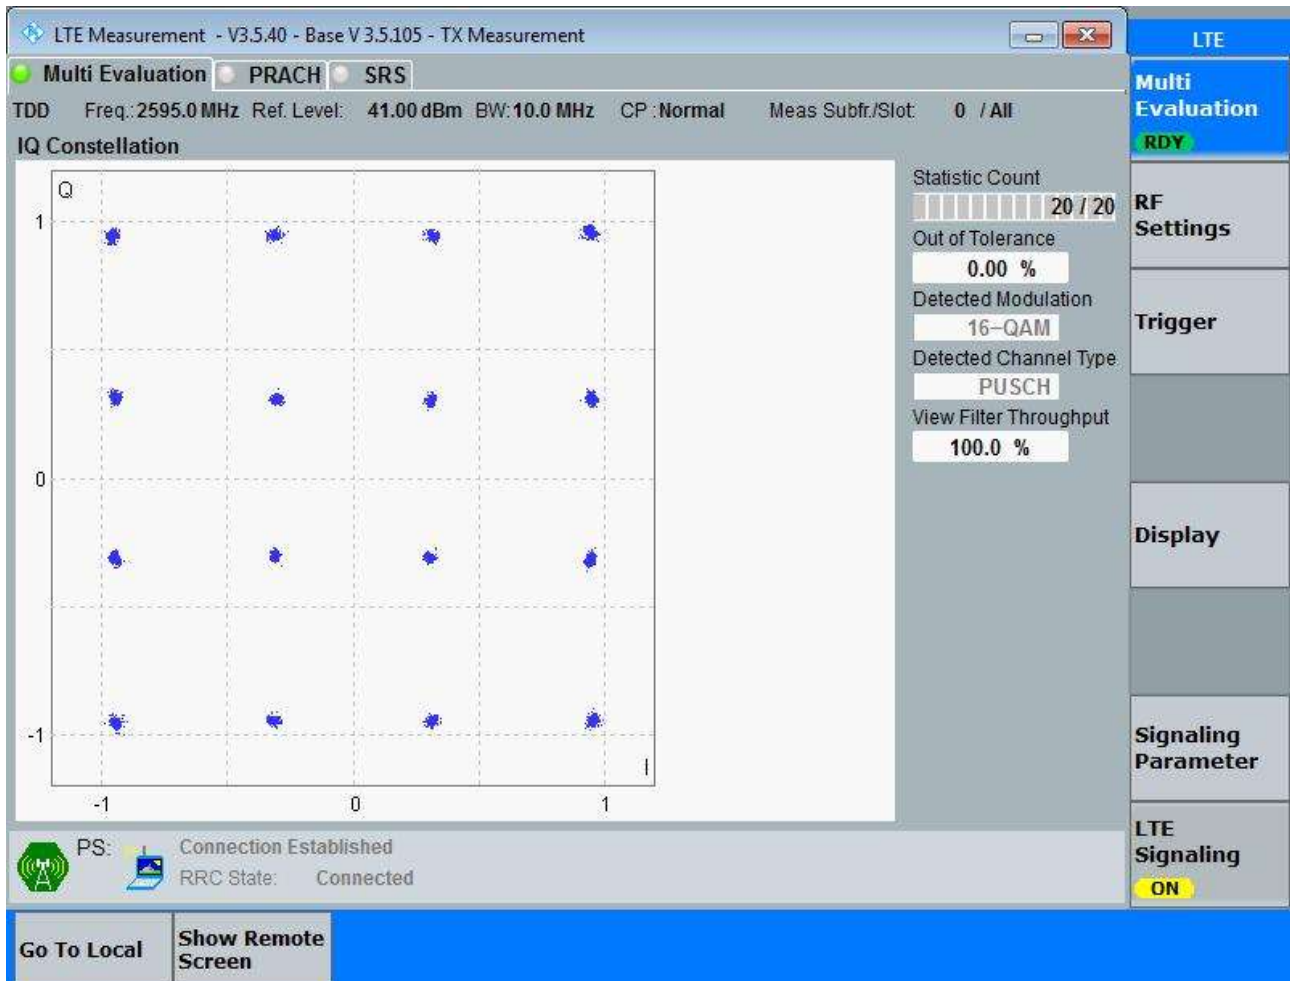 LTE Measurement - V3.5.40 - Base V 3.5.105 - TX Measurement
LTE
Multi Evaluation PRACH SRS
TDD Freq.: 2595.0 MHz Ref. Level: 41.00 dBm BW: 10.0 MHz CP : Normal Meas Subfr./Slot: 0 / All
IQ Constellation
Q
1
0
-1
-1 0 1
I
Statistic Count
20 / 20
Out of Tolerance
0.00 %
Detected Modulation
16-QAM
Detected Channel Type
PUSCH
View Filter Throughput
100.0 %
Multi
Evaluation
RDY
RF
Settings
Trigger
Display
Signaling
Parameter
LTE
Signaling
ON
PS: Connection Established
RRC State: Connected
Go To Local
Show Remote
Screen